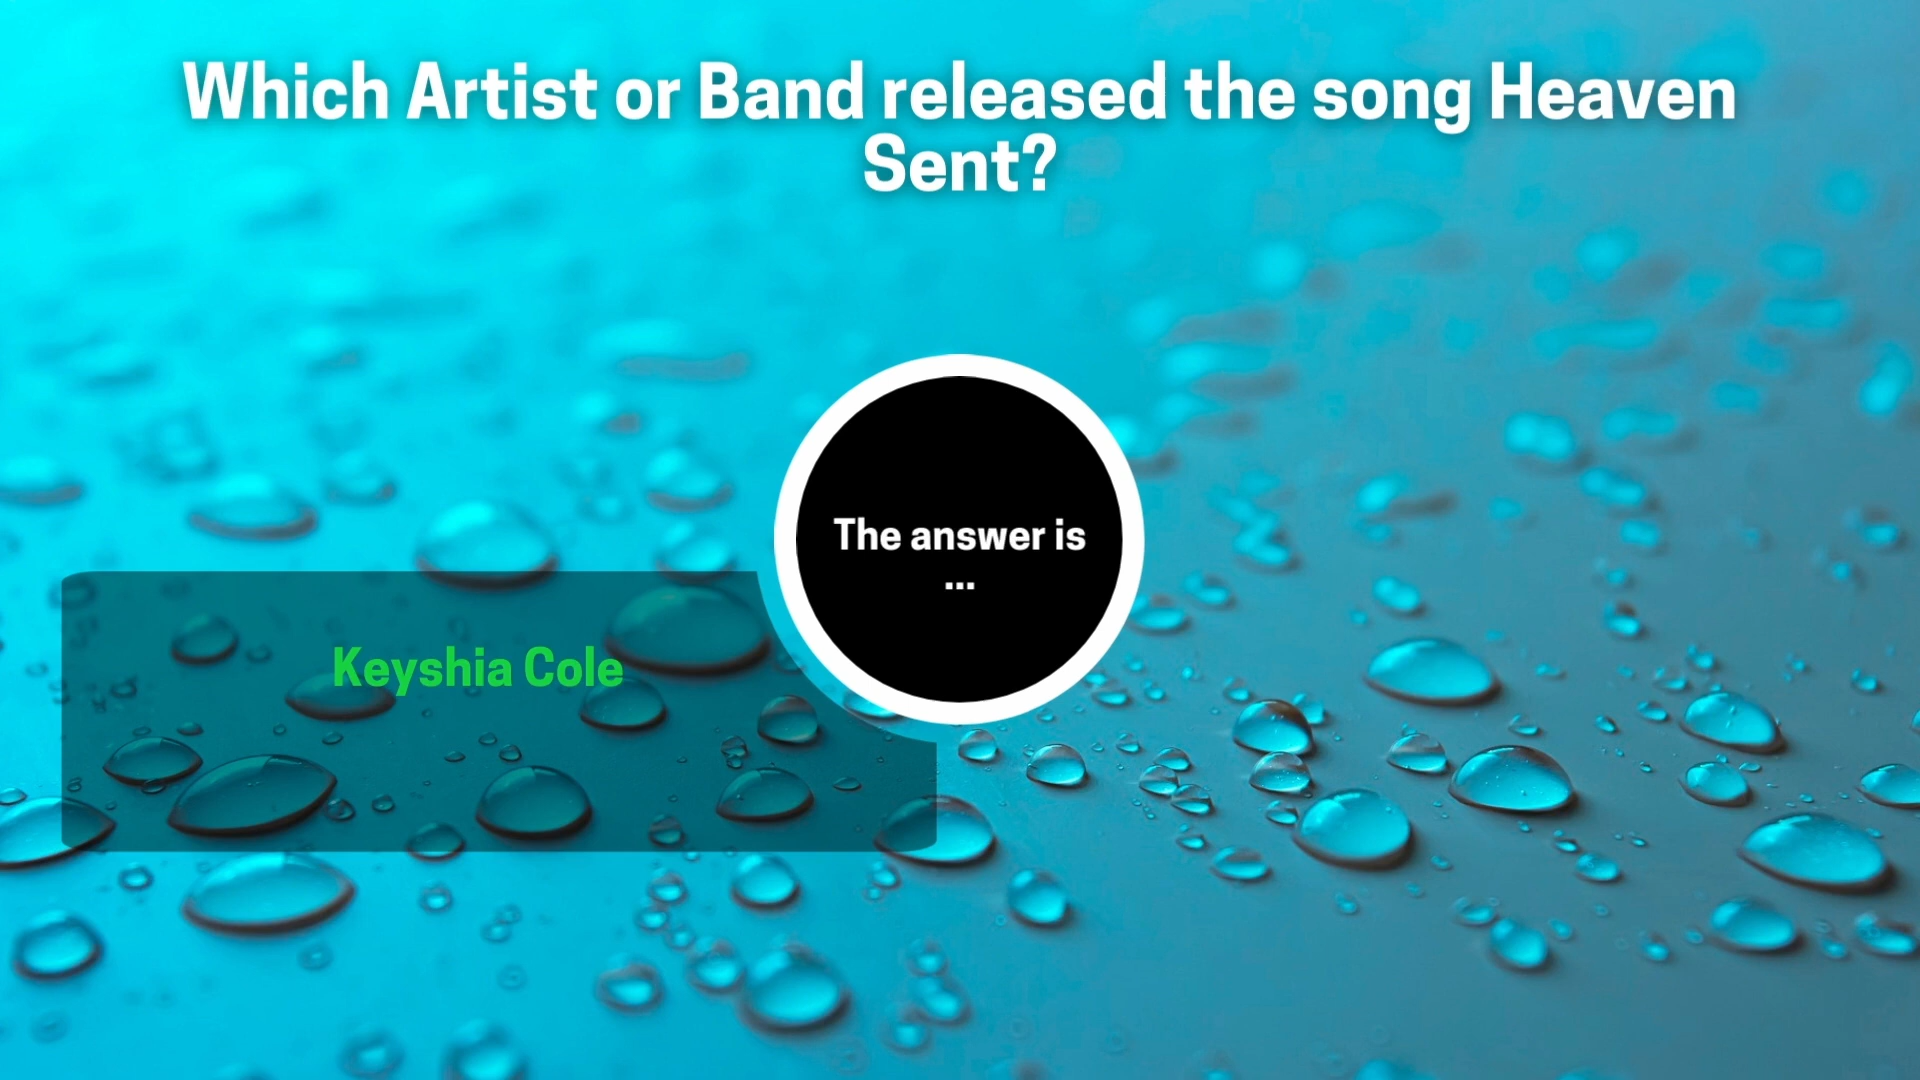 Which Artist or Band released the song Heaven
Sent?
The answer is
...
Keyshia Cole